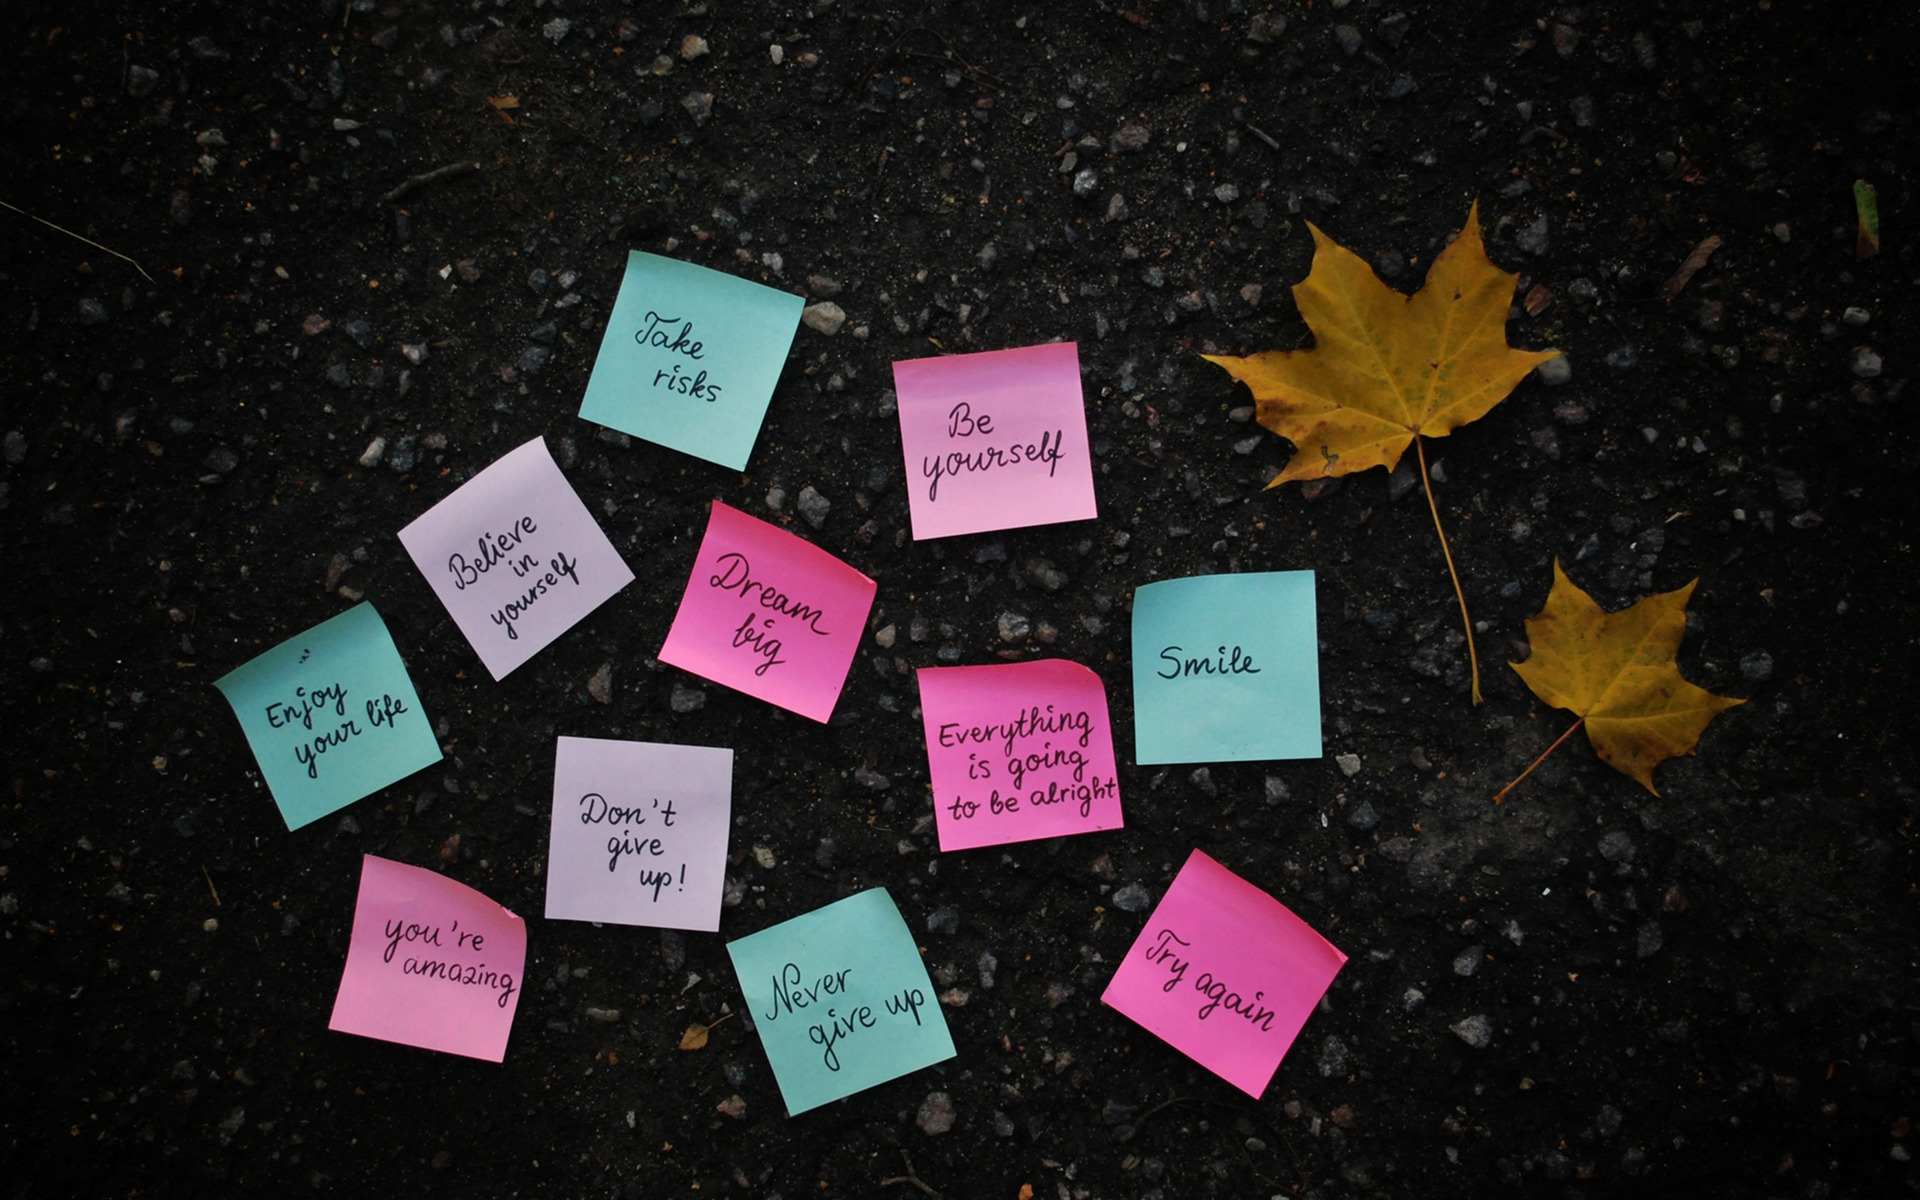 Take
risks
Be
yourself
Believe
in
yourself
Dream
big
Enjoy
your life
Smile
Everything
is going
to be alright
Don't
give
up!
you're
amazing
Never
give up
Try again